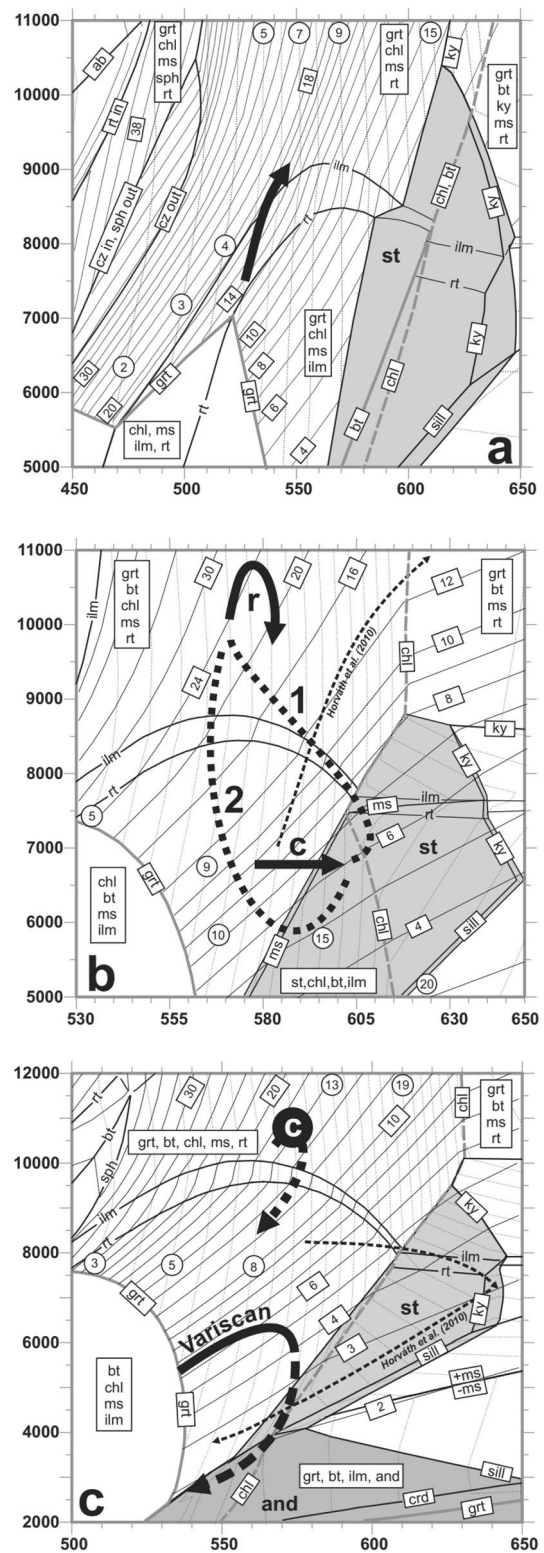 11000
10000
9000
8000
7000
6000
5000
450
500
550
600
650
ab
rt in
38
cz in, sph out
cz out
grt
chl
ms
sph
rt
5
7
9
15
18
grt
chl
ms
rt
ky
grt
bt
ky
ms
rt
ilm
rt
chl, bt
ky
4
14
3
2
30
20
grt
grt
10
8
6
4
rt
chl, ms
ilm, rt
grt
chl
ms
ilm
st
ilm
rt
ky
bt
chl
sill
a
11000
10000
9000
8000
7000
6000
5000
530
555
580
605
630
650
ilm
grt
bt
chl
ms
rt
30
20
16
r
24
1
Horváth et al. (2010)
12
10
8
chl
grt
bt
ms
rt
ky
ilm
rt
5
2
ms
ilm
rt
6
st
ky
grt
9
c
chl
bt
ms
ilm
10
15
ms
chl
4
sill
20
st,chl,bt,ilm
b
12000
10000
8000
6000
4000
2000
500
550
600
650
rt
bt
sph
30
20
13
19
10
chl
grt
bt
ms
rt
grt, bt, chl, ms, rt
c
ilm
rt
3
5
8
ky
ilm
rt
grt
6
st
ky
4
3
Horváth et al. (2010)
sill
Variscan
bt
chl
ms
ilm
grt
+ms
-ms
2
chl
grt, bt, ilm, and
and
sill
crd
grt
c